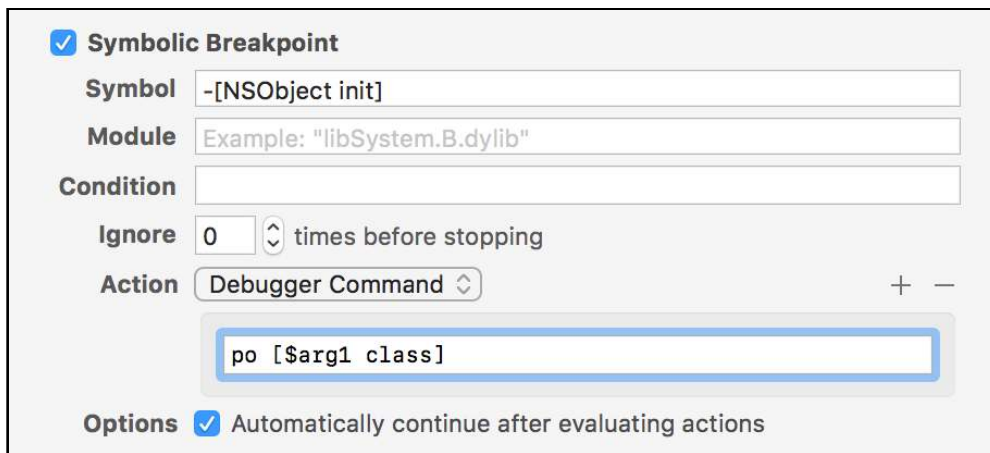 Symbolic Breakpoint
Symbol -[NSObject init]
Module Example: "libSystem.B.dylib"
Condition
Ignore 0 times before stopping
Action Debugger Command + −
po [$arg1 class]
Options Automatically continue after evaluating actions